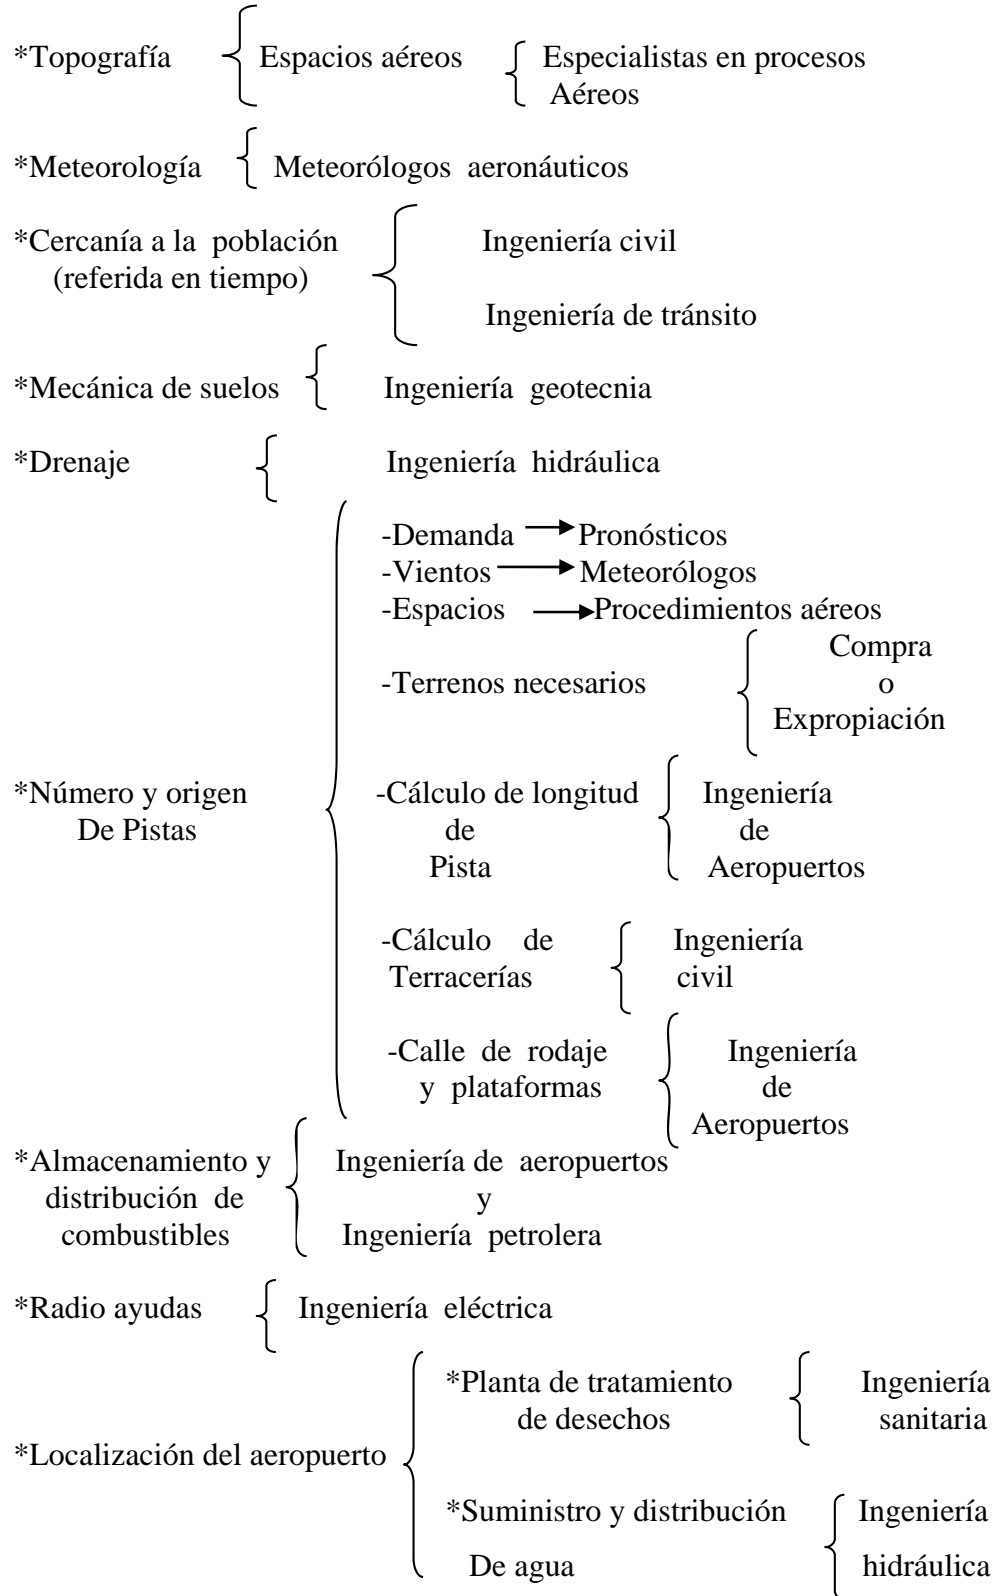 *Topografía Espacios aéreos Especialistas en procesos
Aéreos
*Meteorología Meteorólogos aeronáuticos
*Cercanía a la población Ingeniería civil
(referida en tiempo)
Ingeniería de tránsito
*Mecánica de suelos Ingeniería geotecnia
*Drenaje Ingeniería hidráulica
-Demanda Pronósticos
-Vientos Meteorólogos
-Espacios Procedimientos aéreos
Compra
-Terrenos necesarios o
Expropiación
*Número y origen -Cálculo de longitud Ingeniería
De Pistas de de
Pista Aeropuertos
-Cálculo de Ingeniería
Terracerías civil
-Calle de rodaje Ingeniería
y plataformas de
Aeropuertos
*Almacenamiento y Ingeniería de aeropuertos
distribución de y
combustibles Ingeniería petrolera
*Radio ayudas Ingeniería eléctrica
*Planta de tratamiento Ingeniería
de desechos sanitaria
*Localización del aeropuerto
*Suministro y distribución Ingeniería
De agua hidráulica